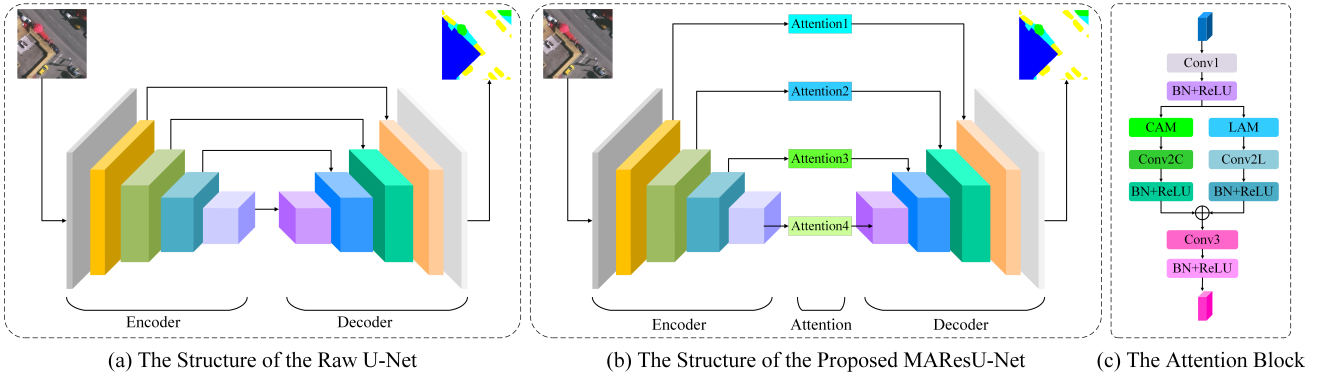 Encoder
Decoder
(a) The Structure of the Raw U-Net
Attention1
Attention2
Attention3
Attention4
Encoder
Attention
Decoder
(b) The Structure of the Proposed MAResU-Net
Conv1
BN+ReLU
CAM
LAM
Conv2C
Conv2L
BN+ReLU
BN+ReLU
Conv3
BN+ReLU
(c) The Attention Block